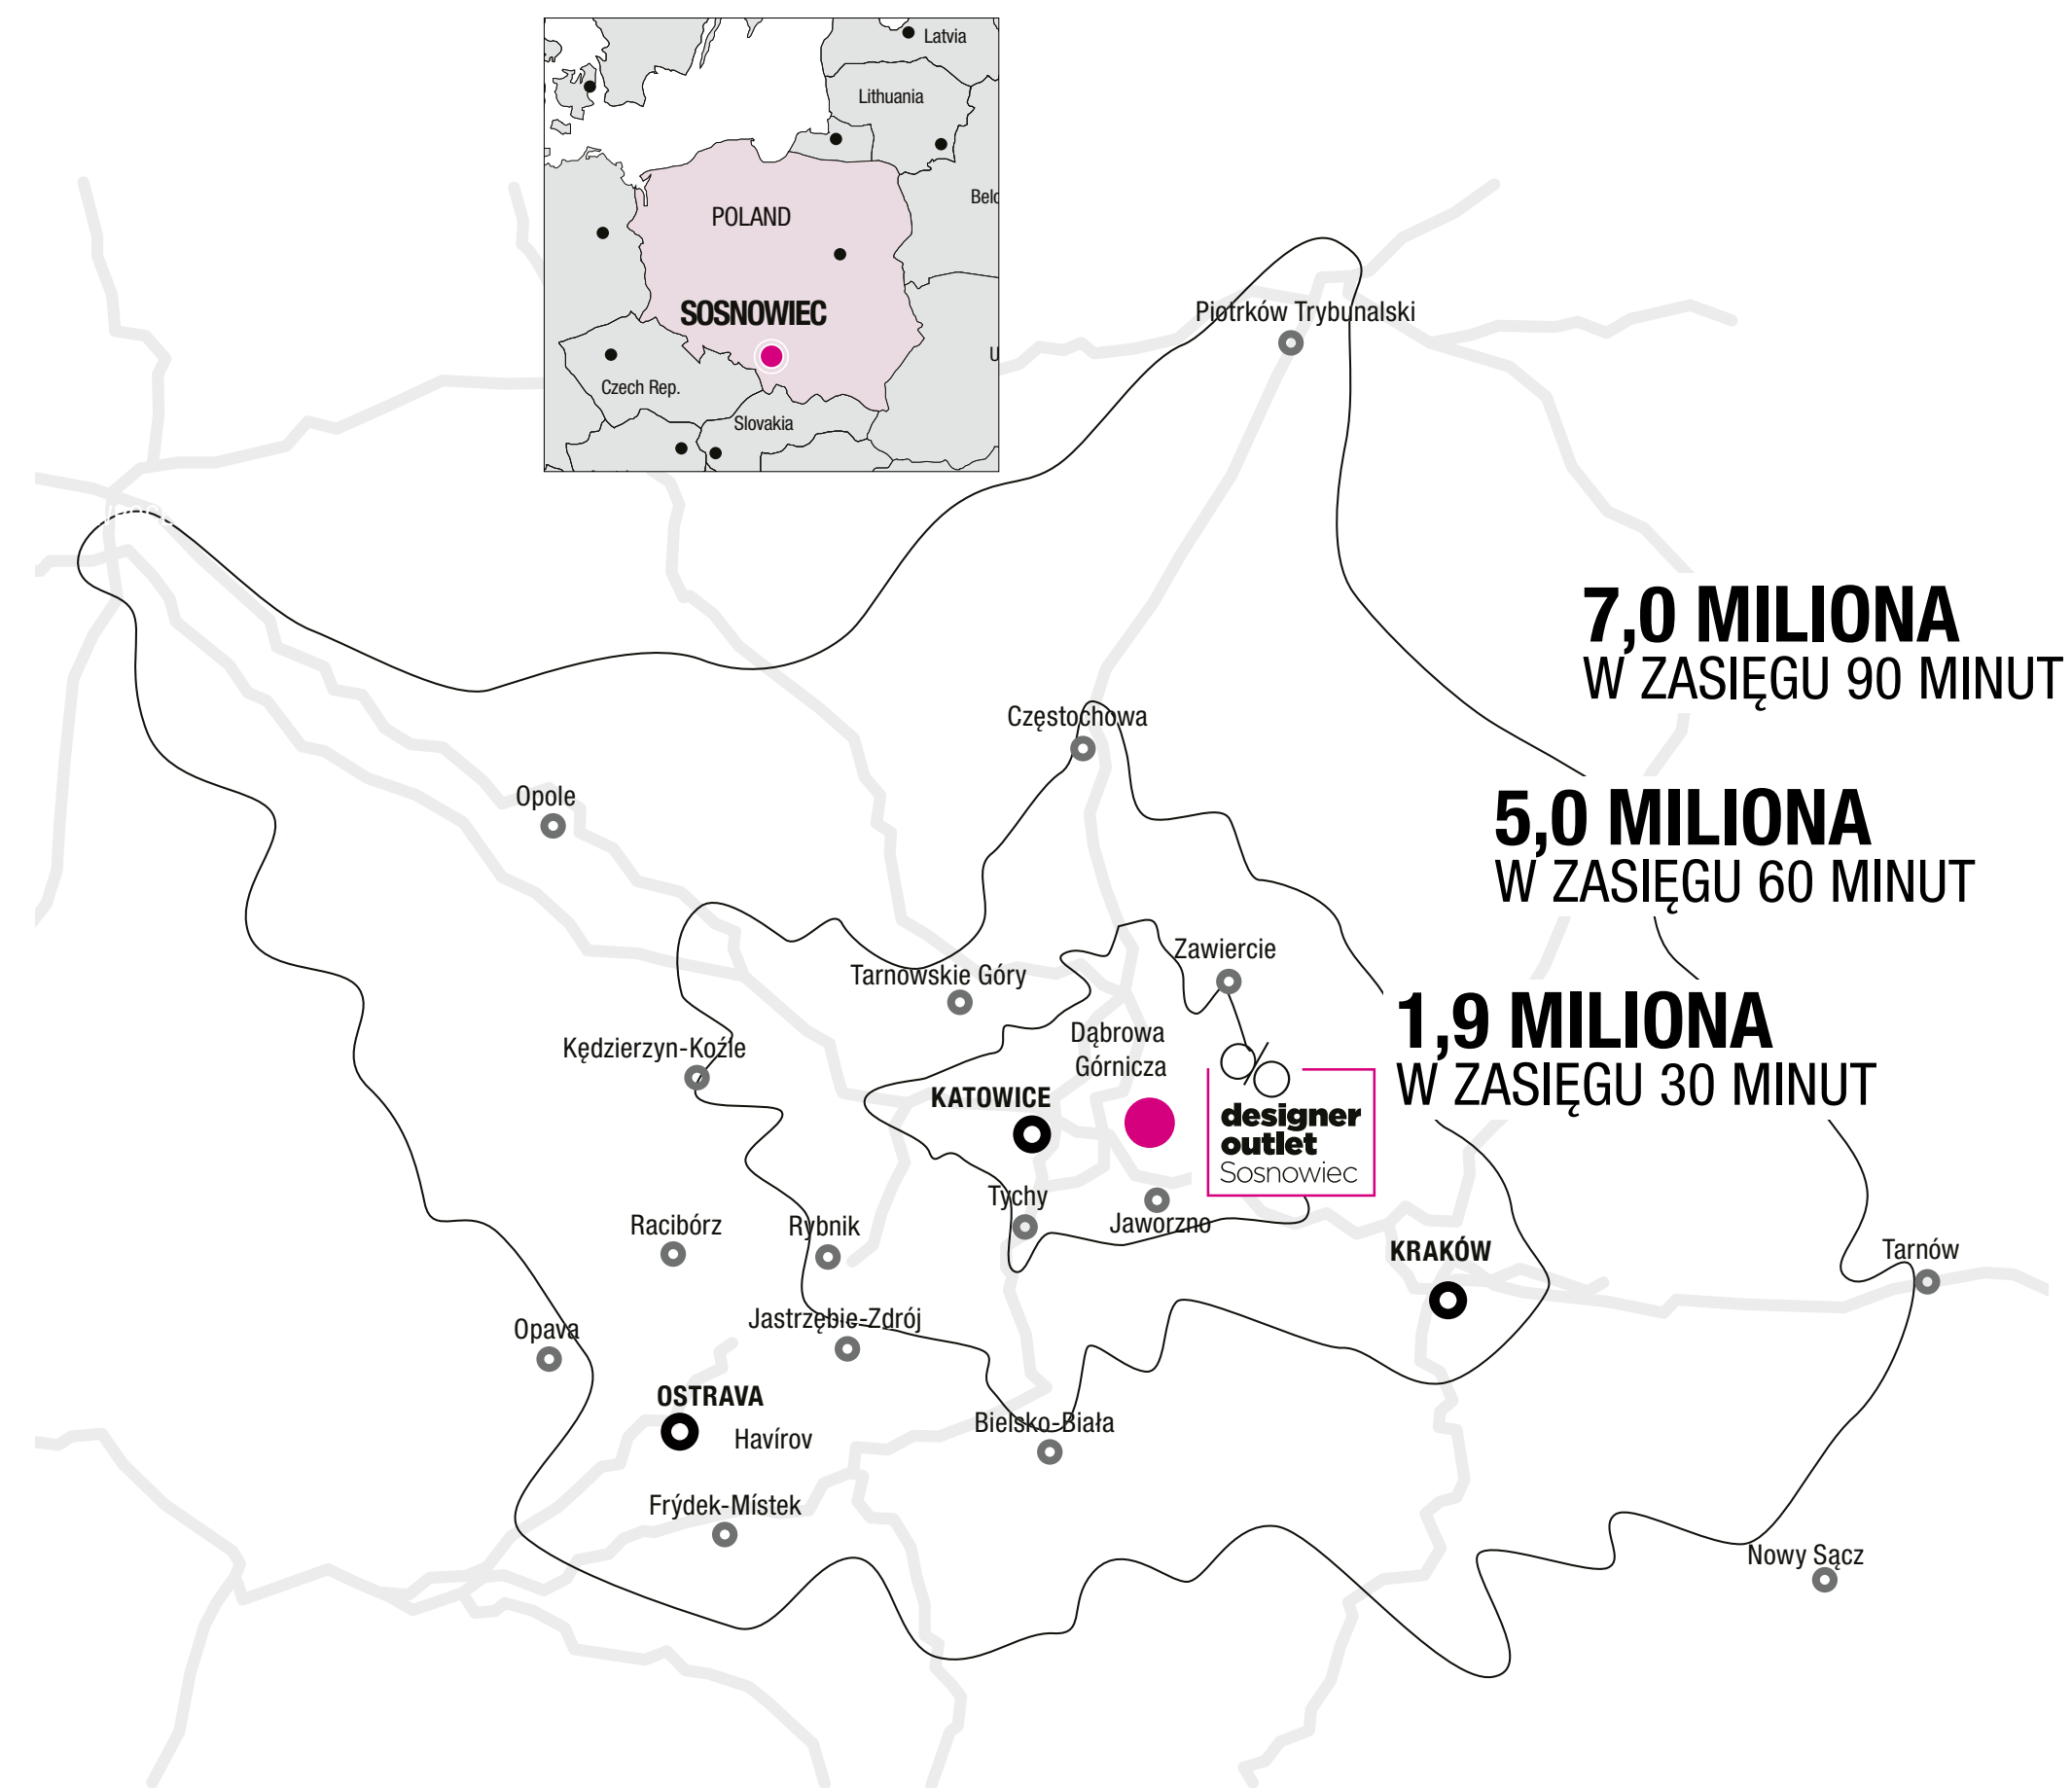 Latvia
Lithuania
Belo
POLAND
SOSNOWIEC
U
Czech Rep.
Slovakia
Piotrków Trybunalski
7,0 MILIONA
W ZASIĘGU 90 MINUT
Częstochowa
Opole
5,0 MILIONA
W ZASIĘGU 60 MINUT
Zawiercie
Tarnowskie Góry
1,9 MILIONA
W ZASIĘGU 30 MINUT
Dąbrowa
Górnicza
Kędzierzyn-Koźle
KATOWICE
designer
outlet
Sosnowiec
Tychy
Jaworzno
Racibórz
Rybnik
KRAKÓW
Tarnów
Jastrzębie-Zdrój
Opava
OSTRAVA
Havírov
Bielsko-Biała
Frýdek-Místek
Nowy Sącz